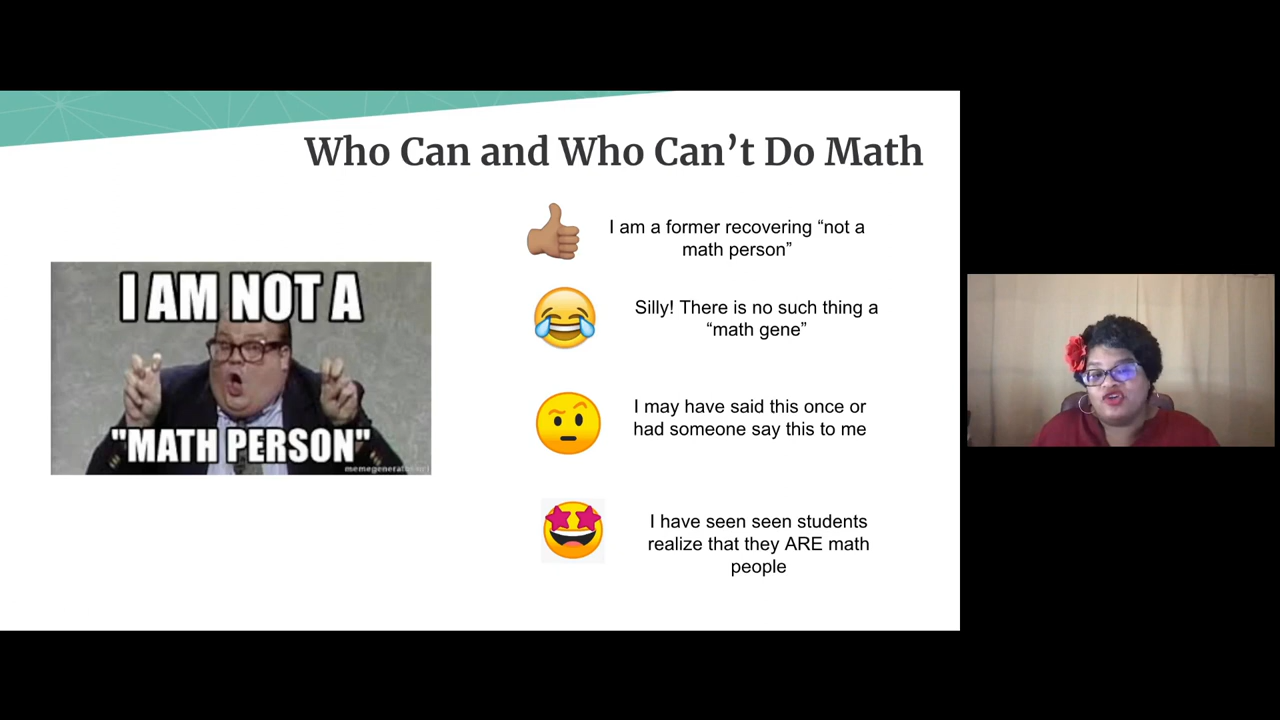 Who Can and Who Can’t Do Math
I AM NOT A
"MATH PERSON"
I am a former recovering “not a
math person”
Silly! There is no such thing a
“math gene”
I may have said this once or
had someone say this to me
I have seen seen students
realize that they ARE math
people